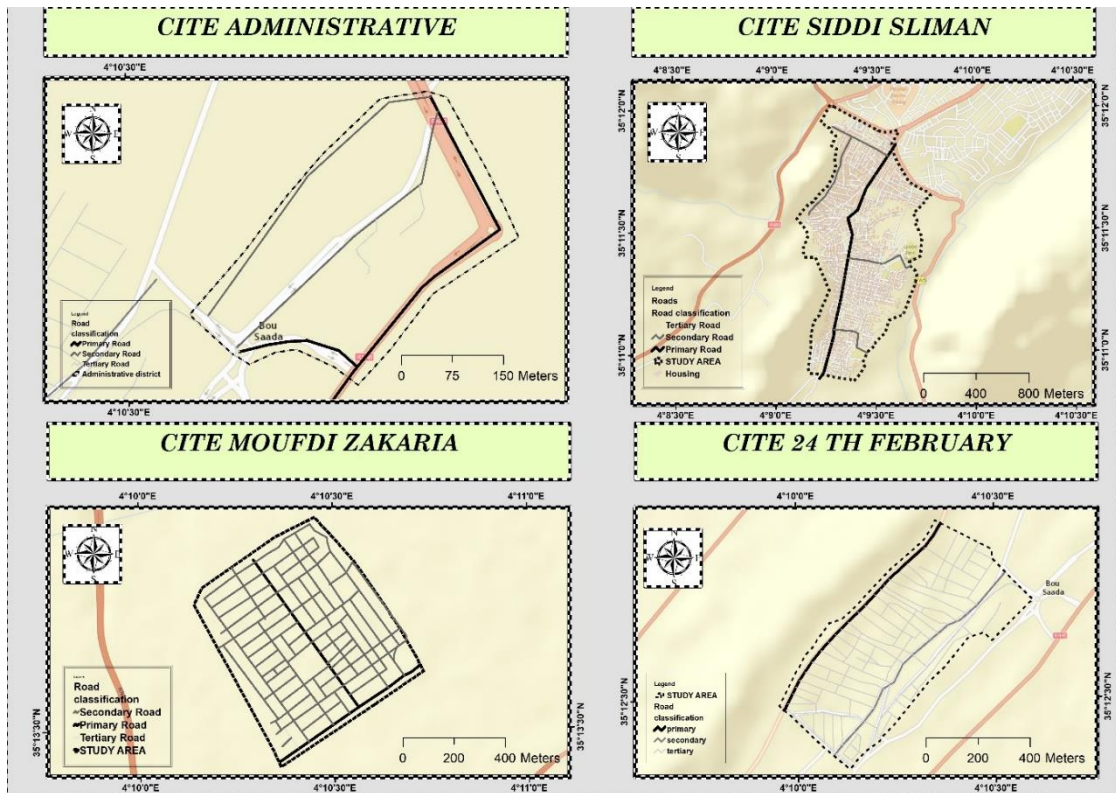 CITE ADMINISTRATIVE
4°10'30"E
N
W
E
S
Legend
Road
classification
Primary Road
Secondary Road
Tertiary Road
Administrative district
Bou
Saada
0 75 150 Meters
4°10'30"E
CITE SIDDI SLIMAN
4°8'30"E 4°9'0"E 4°9'30"E 4°10'0"E 4°10'30"E
35°12'0"N
35°11'30"N
35°11'0"N
N
W
E
S
Legend
Roads
Road classification
Tertiary Road
Secondary Road
Primary Road
STUDY AREA
Housing
0 400 800 Meters
35°12'0"N
35°11'30"N
35°11'0"N
4°8'30"E 4°9'0"E 4°9'30"E 4°10'0"E 4°10'30"E
CITE MOUFDI ZAKARIA
4°10'0"E 4°10'30"E 4°11'0"E
N
W
E
S
35°13'30"N
Road
classification
Secondary Road
Primary Road
Tertiary Road
STUDY AREA
0 200 400 Meters
35°13'30"N
4°10'0"E 4°10'30"E 4°11'0"E
CITE 24 TH FEBRUARY
4°10'0"E 4°10'30"E
N
W
E
S
Bou
Saada
35°12'30"N
Legend
STUDY AREA
Road
classification
primary
secondary
tertiary
0 200 400 Meters
35°12'30"N
4°10'0"E 4°10'30"E